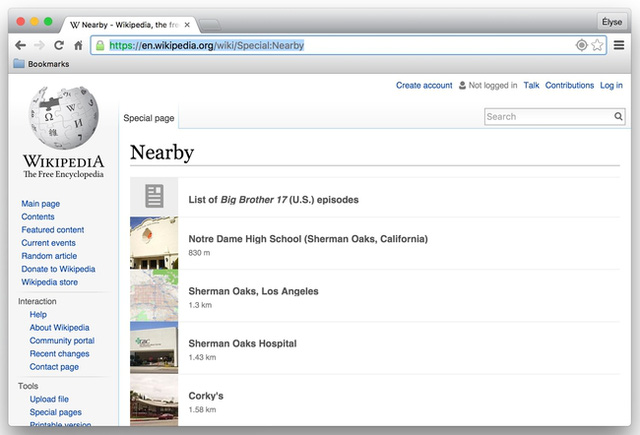 Nearby - Wikipedia, the fre
Élyse
https://en.wikipedia.org/wiki/Special:Nearby
Bookmarks
Create account Not logged in Talk Contributions Log in
Special page
Search
WIKIPEDIA
The Free Encyclopedia
Main page
Contents
Featured content
Current events
Random article
Donate to Wikipedia
Wikipedia store
Interaction
Help
About Wikipedia
Community portal
Recent changes
Contact page
Tools
Upload file
Special pages
Printable version
Nearby
List of Big Brother 17 (U.S.) episodes
Notre Dame High School (Sherman Oaks, California)
830 m
Sherman Oaks, Los Angeles
1.3 km
Sherman Oaks Hospital
1.43 km
Corky's
1.58 km